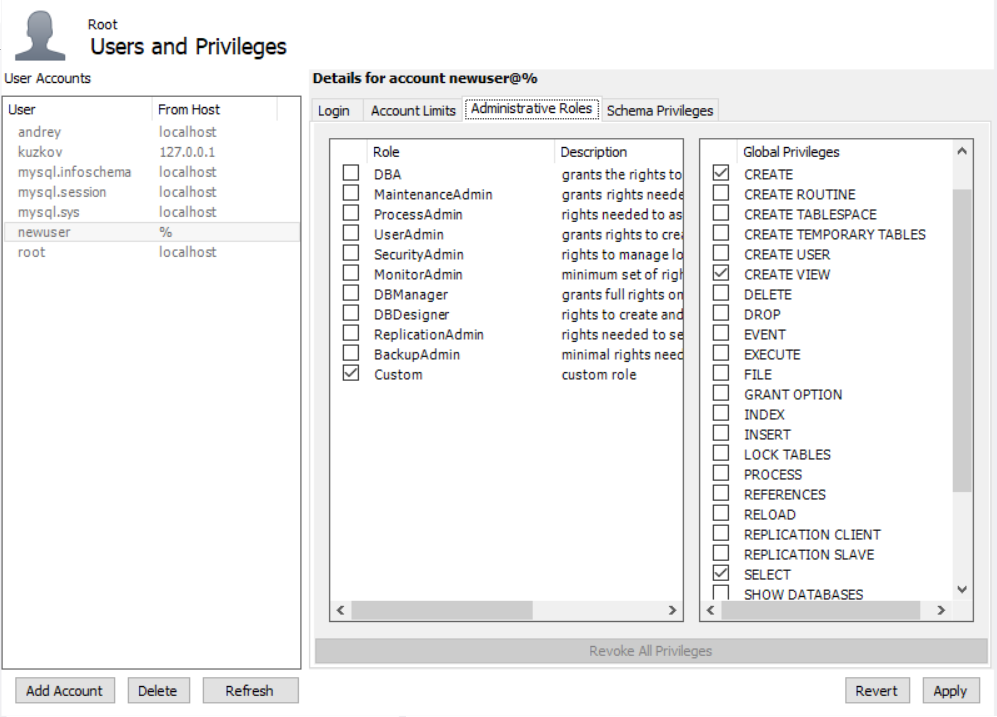 Root
Users and Privileges
User Accounts
User From Host
andrey localhost
kuzkov 127.0.0.1
mysql.infoschema localhost
mysql.session localhost
mysql.sys localhost
newuser %
root localhost
Add Account Delete Refresh
Details for account newuser@%
Login Account Limits Administrative Roles Schema Privileges
Role Description
DBA grants the rights to
MaintenanceAdmin grants rights neede
ProcessAdmin rights needed to as
UserAdmin grants rights to crea
SecurityAdmin rights to manage lo
MonitorAdmin minimum set of righ
DBManager grants full rights on
DBDesigner rights to create and
ReplicationAdmin rights needed to se
BackupAdmin minimal rights need
Custom custom role
Global Privileges
CREATE
CREATE ROUTINE
CREATE TABLESPACE
CREATE TEMPORARY TABLES
CREATE USER
CREATE VIEW
DELETE
DROP
EVENT
EXECUTE
FILE
GRANT OPTION
INDEX
INSERT
LOCK TABLES
PROCESS
REFERENCES
RELOAD
REPLICATION CLIENT
REPLICATION SLAVE
SELECT
SHOW DATABASES
Revoke All Privileges
Revert Apply